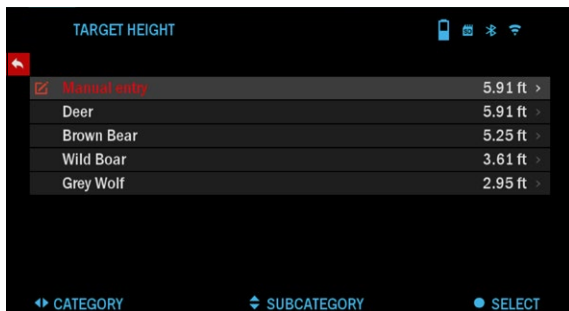 TARGET HEIGHT
Manual entry 5.91 ft
Deer 5.91 ft
Brown Bear 5.25 ft
Wild Boar 3.61 ft
Grey Wolf 2.95 ft
CATEGORY SUBCATEGORY SELECT